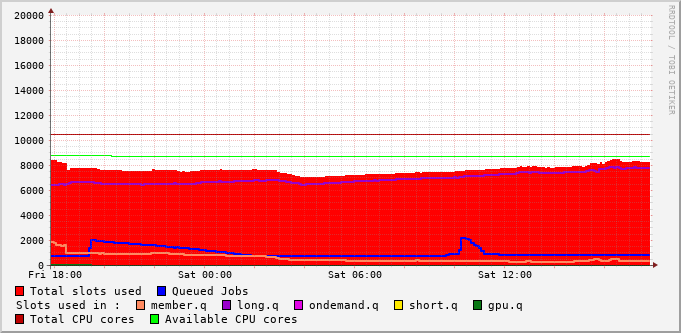 20000
18000
16000
14000
12000
10000
8000
6000
4000
2000
0
Fri 18:00 Sat 00:00 Sat 06:00 Sat 12:00
RRDTOOL / TOBI OETIKER
Total slots used Queued Jobs
Slots used in : member.q long.q ondemand.q short.q gpu.q
Total CPU cores Available CPU cores